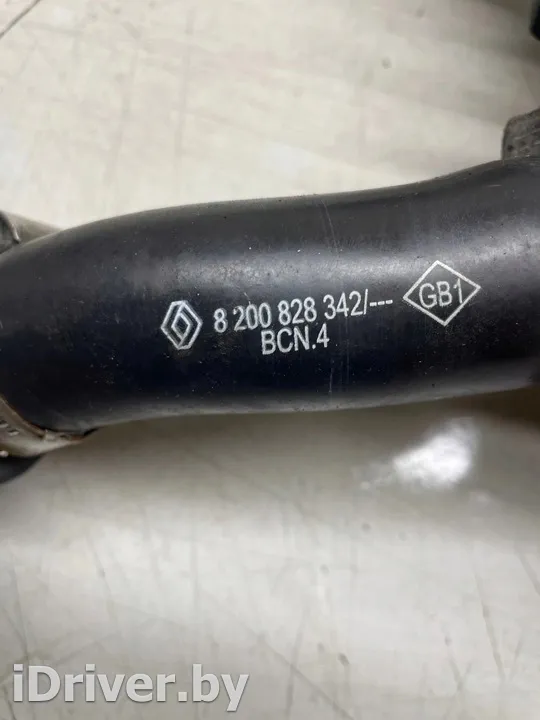 8 200 828 342/--- GB1
BCN.4
iDriver.by